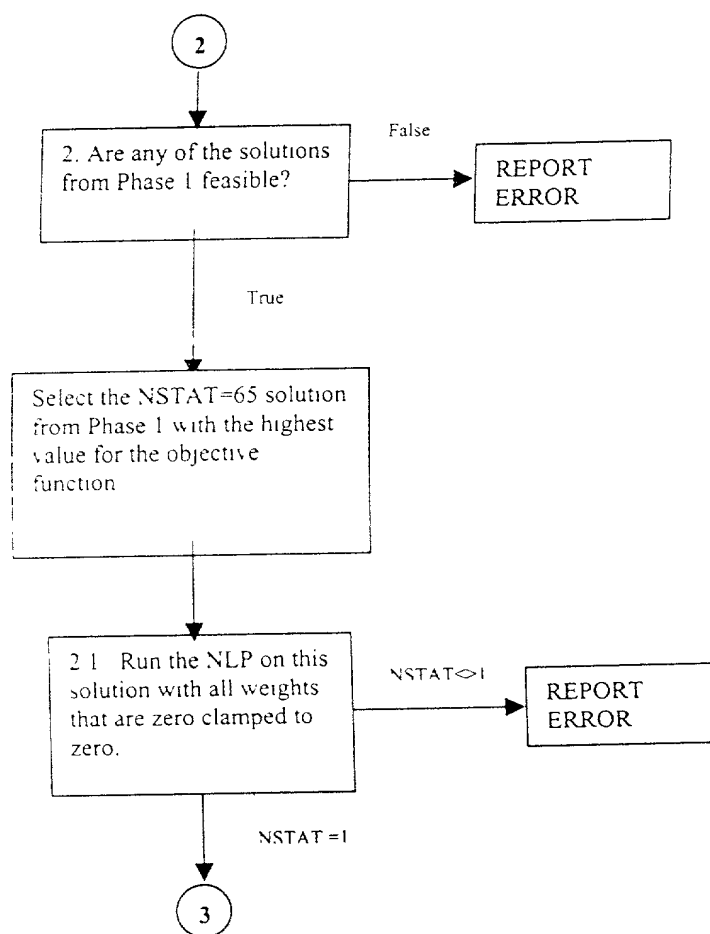 2
2. Are any of the solutions
from Phase 1 feasible?
False
REPORT
ERROR
True
Select the NSTAT=65 solution
from Phase 1 with the highest
value for the objective
function
2 1 Run the NLP on this
solution with all weights
that are zero clamped to
zero.
NSTAT<>1
REPORT
ERROR
NSTAT=1
3